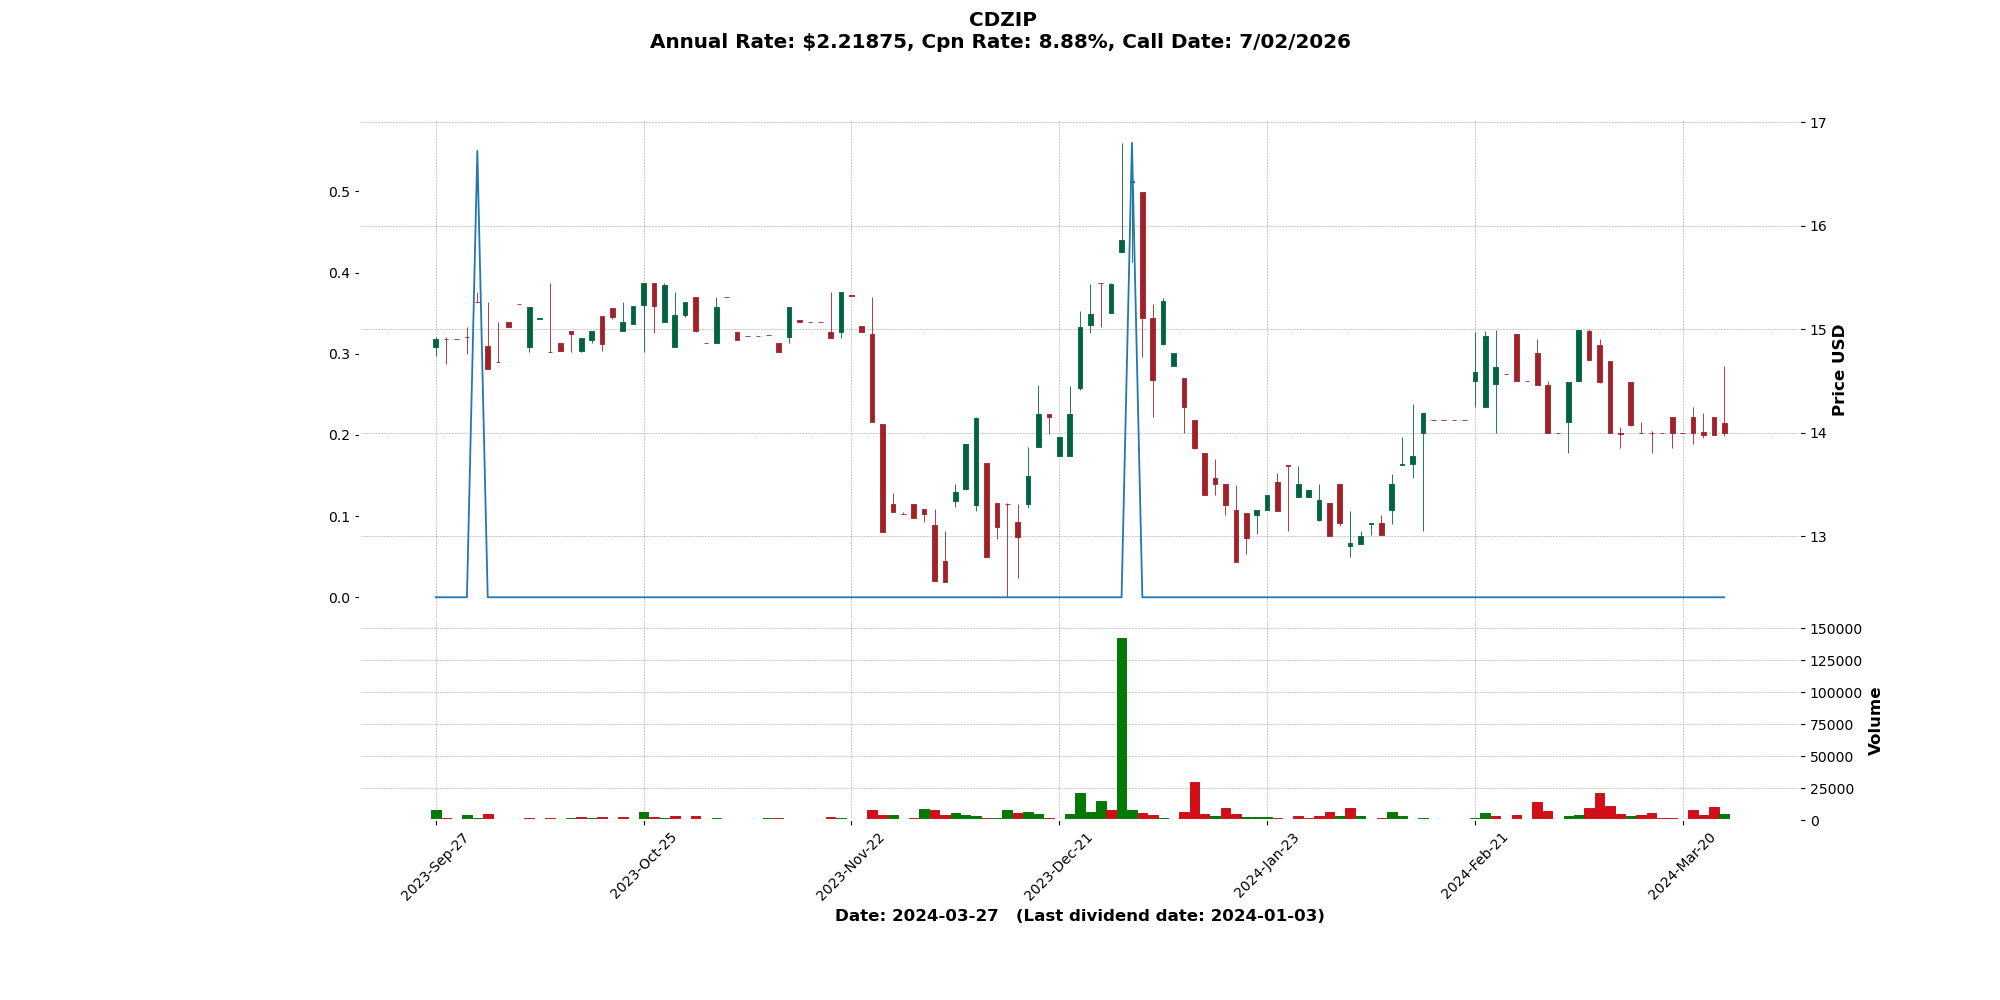 CDZIP
Annual Rate: $2.21875, Cpn Rate: 8.88%, Call Date: 7/02/2026
0.5
0.4
0.3
0.2
0.1
0.0
17
16
15
14
13
Price USD
150000
125000
100000
75000
50000
25000
0
Volume
2023-Sep-27
2023-Oct-25
2023-Nov-22
2023-Dec-21
2024-Jan-23
2024-Feb-21
2024-Mar-20
Date: 2024-03-27 (Last dividend date: 2024-01-03)